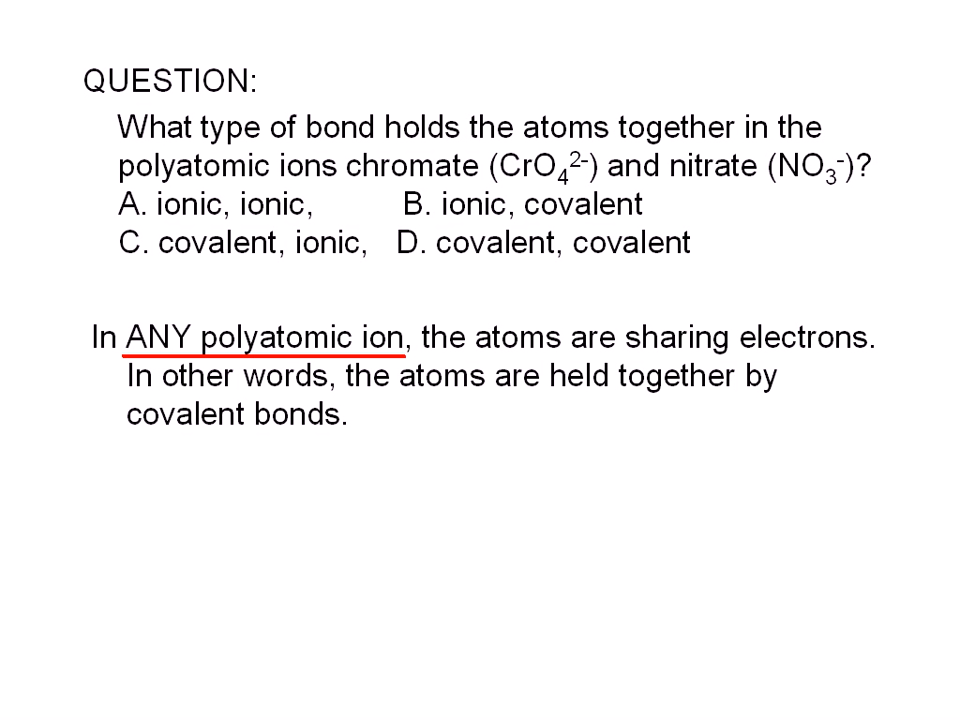 QUESTION:
What type of bond holds the atoms together in the
polyatomic ions chromate (CrO₄²⁻) and nitrate (NO₃⁻)?
A. ionic, ionic, B. ionic, covalent
C. covalent, ionic, D. covalent, covalent
In ANY polyatomic ion, the atoms are sharing electrons.
In other words, the atoms are held together by
covalent bonds.